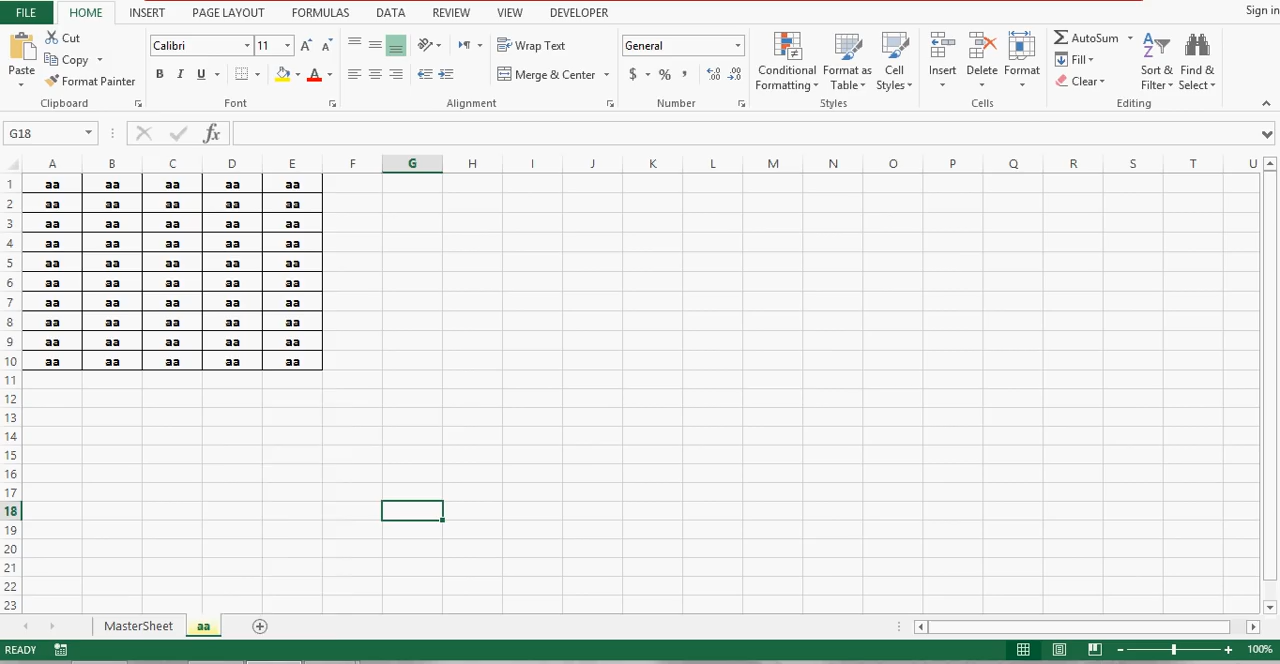 FILE HOME INSERT PAGE LAYOUT FORMULAS DATA REVIEW VIEW DEVELOPER Sign in
Paste
Cut
Copy
Format Painter
Clipboard
Calibri 11
B I U
Font
Wrap Text
Merge & Center
Alignment
General
$ % ,
Number
Conditional Formatting
Format as Table
Cell Styles
Styles
Insert Delete Format
Cells
AutoSum
Fill
Clear
Sort & Filter
Find & Select
Editing
G18 fx
A B C D E F G H I J K L M N O P Q R S T U
1 aa aa aa aa aa
2 aa aa aa aa aa
3 aa aa aa aa aa
4 aa aa aa aa aa
5 aa aa aa aa aa
6 aa aa aa aa aa
7 aa aa aa aa aa
8 aa aa aa aa aa
9 aa aa aa aa aa
10 aa aa aa aa aa
11
12
13
14
15
16
17
18
19
20
21
22
23
MasterSheet aa
READY 100%